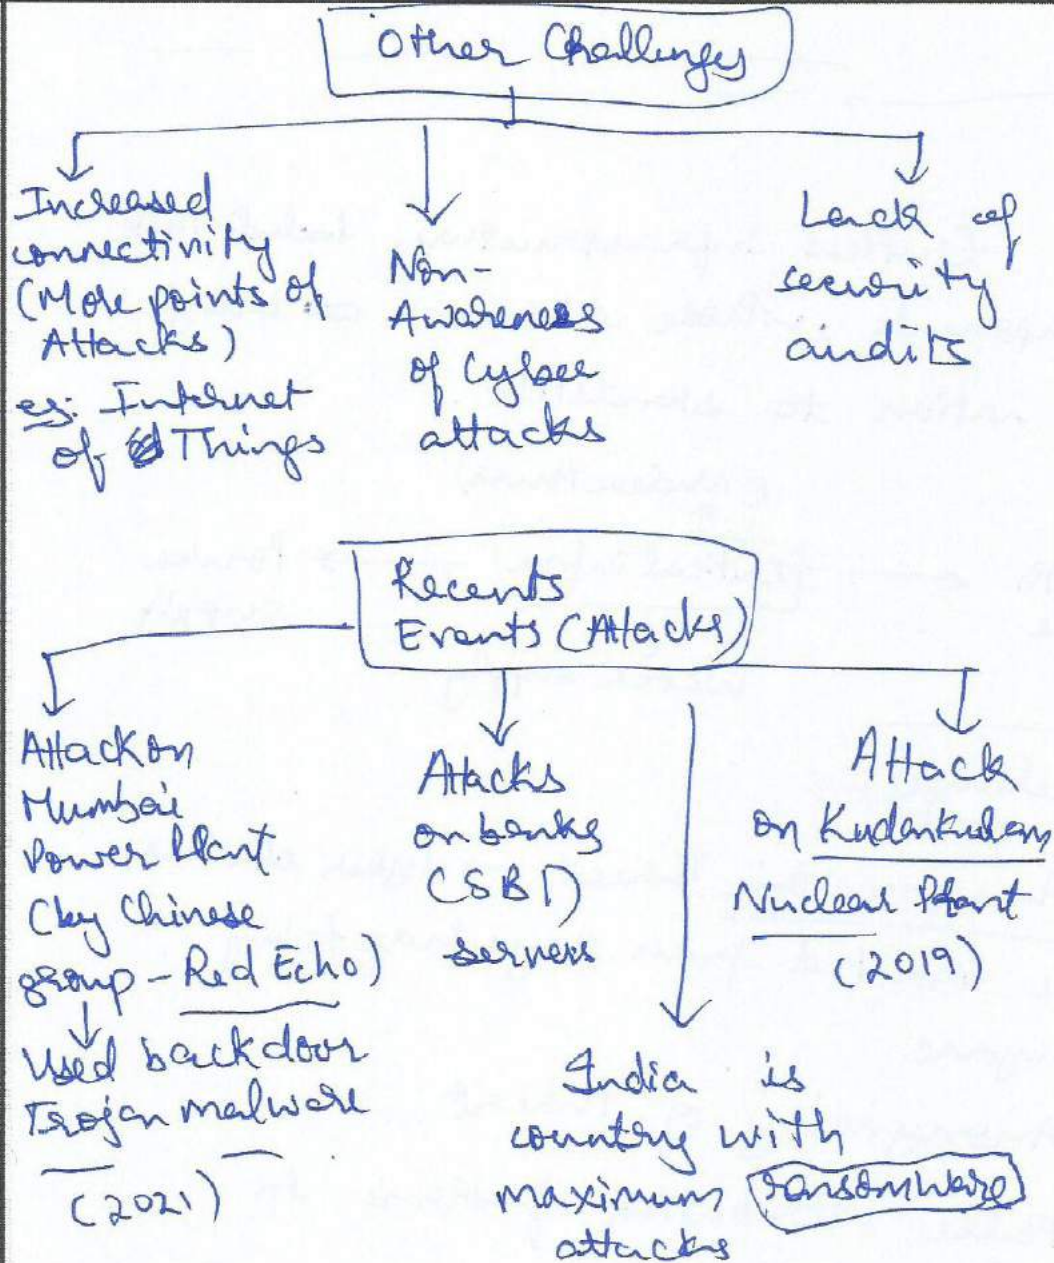 Other Challenges
Increased
connectivity
(More points of
Attacks)
eg: Internet
of Things
Non-
Awareness
of Cyber
attacks
Lack of
security
audits
Recents
Events (Attacks)
Attack on
Mumbai
Power Plant
(by Chinese
group - Red Echo)
Used backdoor
Trojan malware
(2021)
Attacks
on banks
(SBI)
servers
India is
country with
maximum ransomware
attacks
Attack
on Kudankulam
Nuclear Plant
(2019)